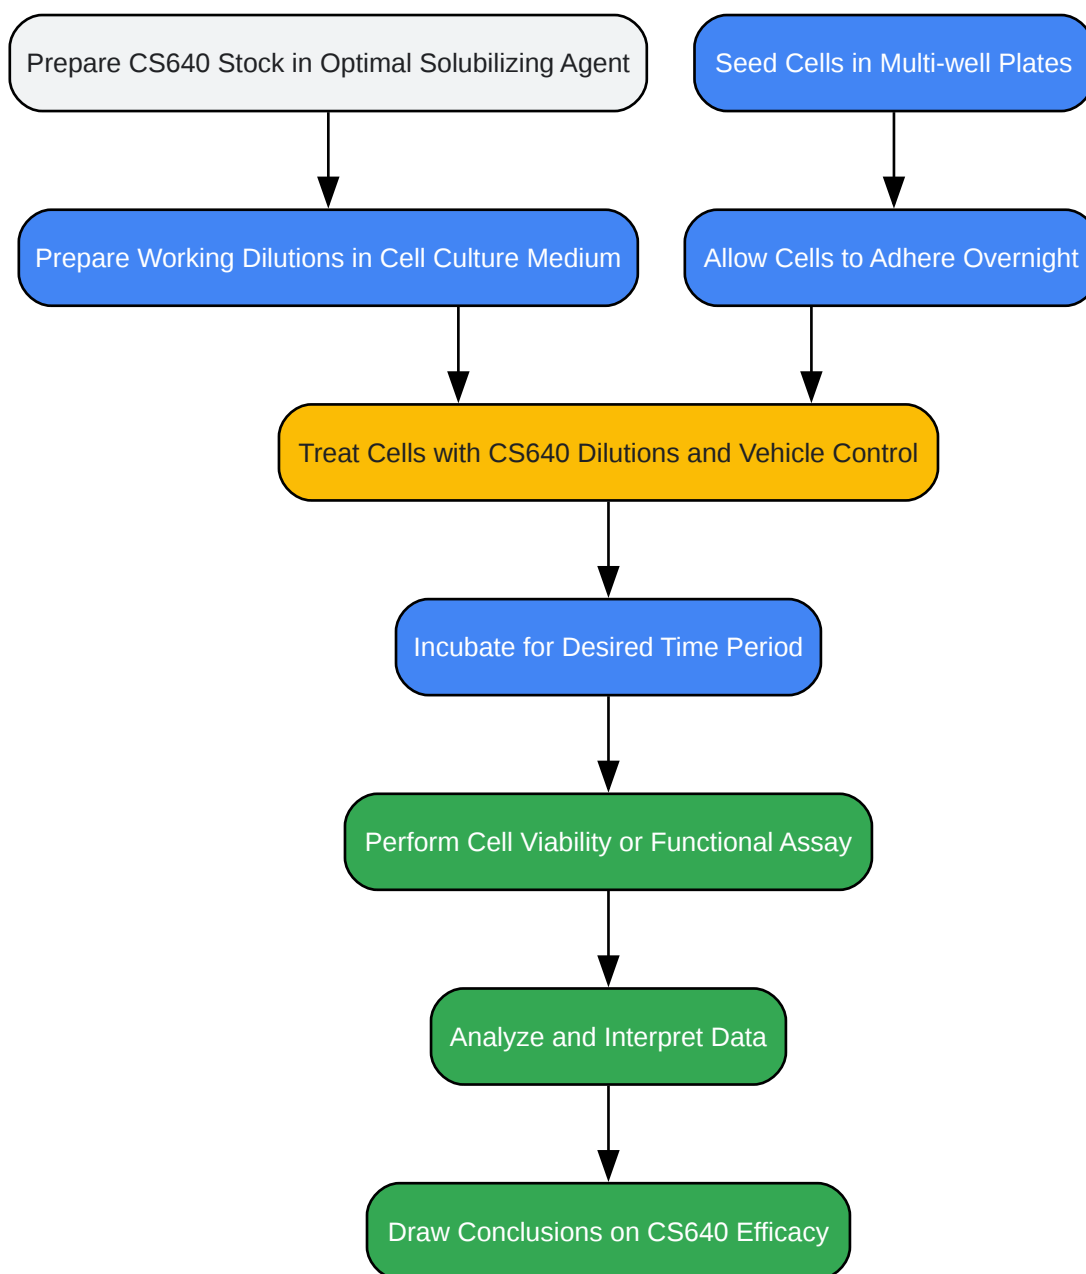 Prepare CS640 Stock in Optimal Solubilizing Agent
Seed Cells in Multi-well Plates
Prepare Working Dilutions in Cell Culture Medium
Allow Cells to Adhere Overnight
Treat Cells with CS640 Dilutions and Vehicle Control
Incubate for Desired Time Period
Perform Cell Viability or Functional Assay
Analyze and Interpret Data
Draw Conclusions on CS640 Efficacy